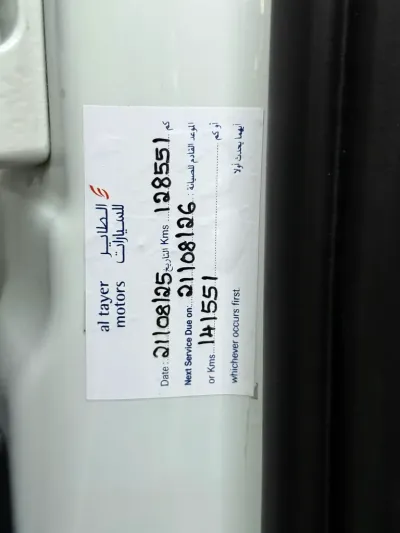 al tayer
motors
الطاير
للسيارات
Date: 21/08/25 التاريخ Kms 128551 كم
Next Service Due on: 21/08/26 : الموعد القادم للصيانة
or Kms 141551 أو كم
whichever occurs first. أيهما يحدث أولا